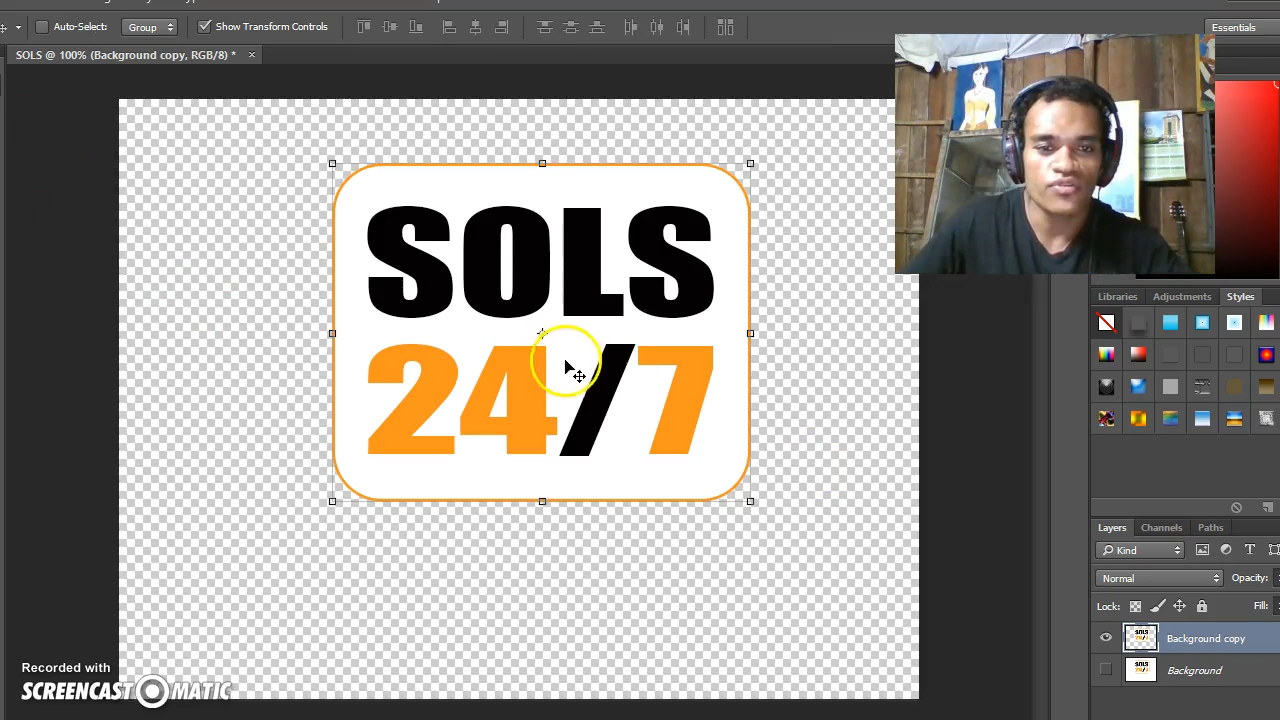 Auto-Select:
Group
Show Transform Controls
Essentials
SOLS @ 100% (Background copy, RGB/8) *
SOLS
24/7
Libraries
Adjustments
Styles
Layers
Channels
Paths
Kind
Normal
Opacity:
Lock:
Fill:
Background copy
Background
Recorded with
SCREENCAST-O-MATIC